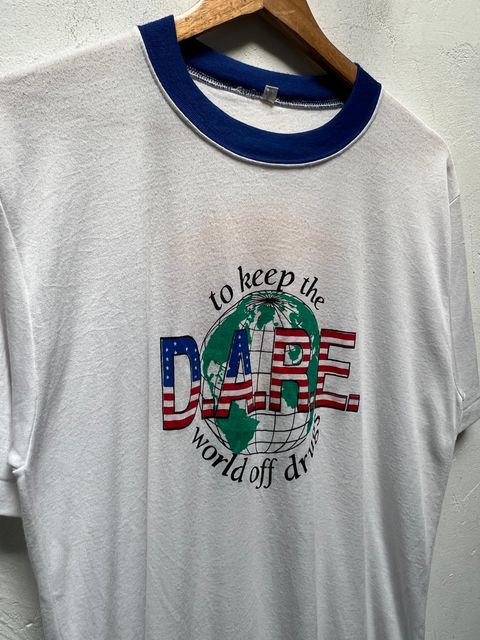 to keep the
D.A.R.E.
world off drugs